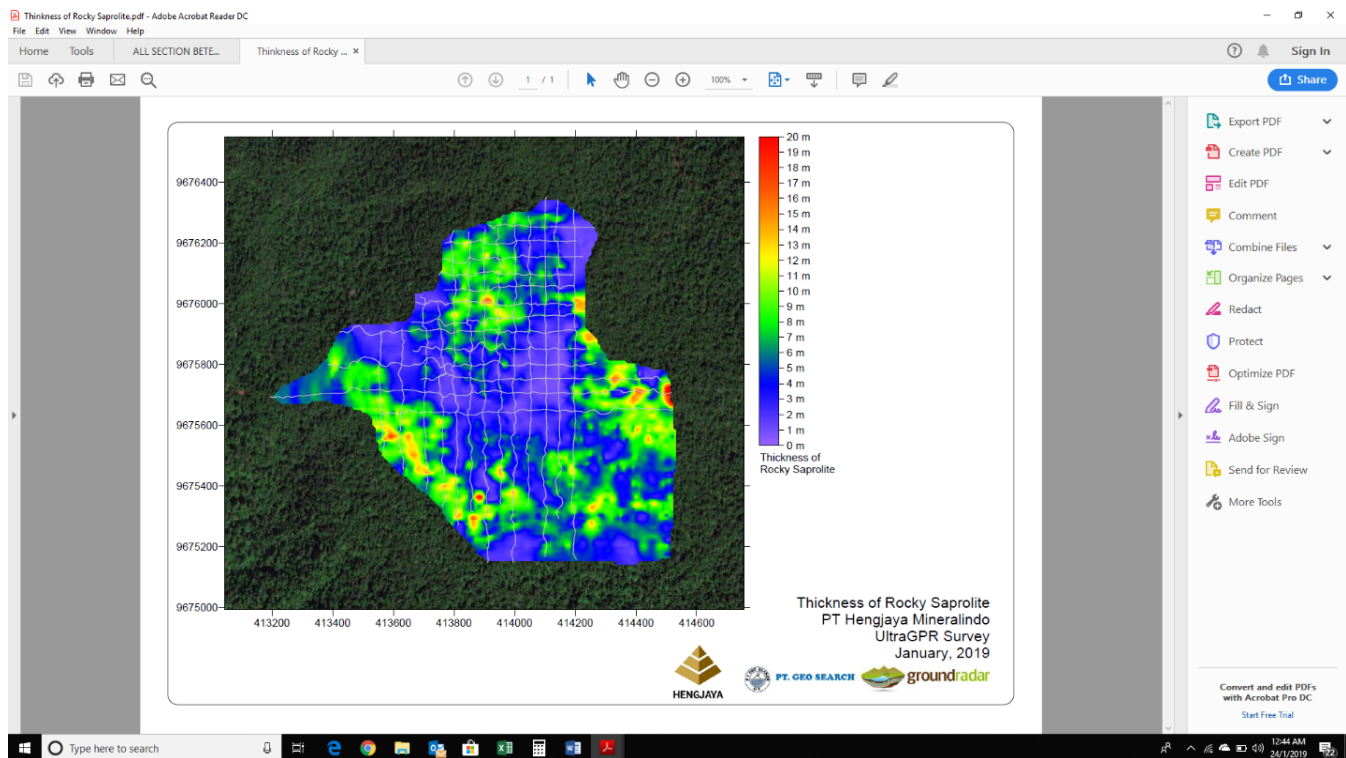 Thinkness of Rocky Saprolite.pdf - Adobe Acrobat Reader DC
File Edit View Window Help
Home Tools ALL SECTION BETE... Thinkness of Rocky ... × Sign In
1 / 1 100% Share
20 m
19 m
18 m
17 m
16 m
15 m
14 m
13 m
12 m
11 m
10 m
9 m
8 m
7 m
6 m
5 m
4 m
3 m
2 m
1 m
0 m
Thickness of
Rocky Saprolite
9676400
9676200
9676000
9675800
9675600
9675400
9675200
9675000
413200 413400 413600 413800 414000 414200 414400 414600
Thickness of Rocky Saprolite
PT Hengjaya Mineralindo
UltraGPR Survey
January, 2019
HENGJAYA
PT. GEO SEARCH
groundradar
Export PDF
Create PDF
Edit PDF
Comment
Combine Files
Organize Pages
Redact
Protect
Optimize PDF
Fill & Sign
Adobe Sign
Send for Review
More Tools
Convert and edit PDFs
with Acrobat Pro DC
Start Free Trial
Type here to search
12:44 AM
24/1/2019
22